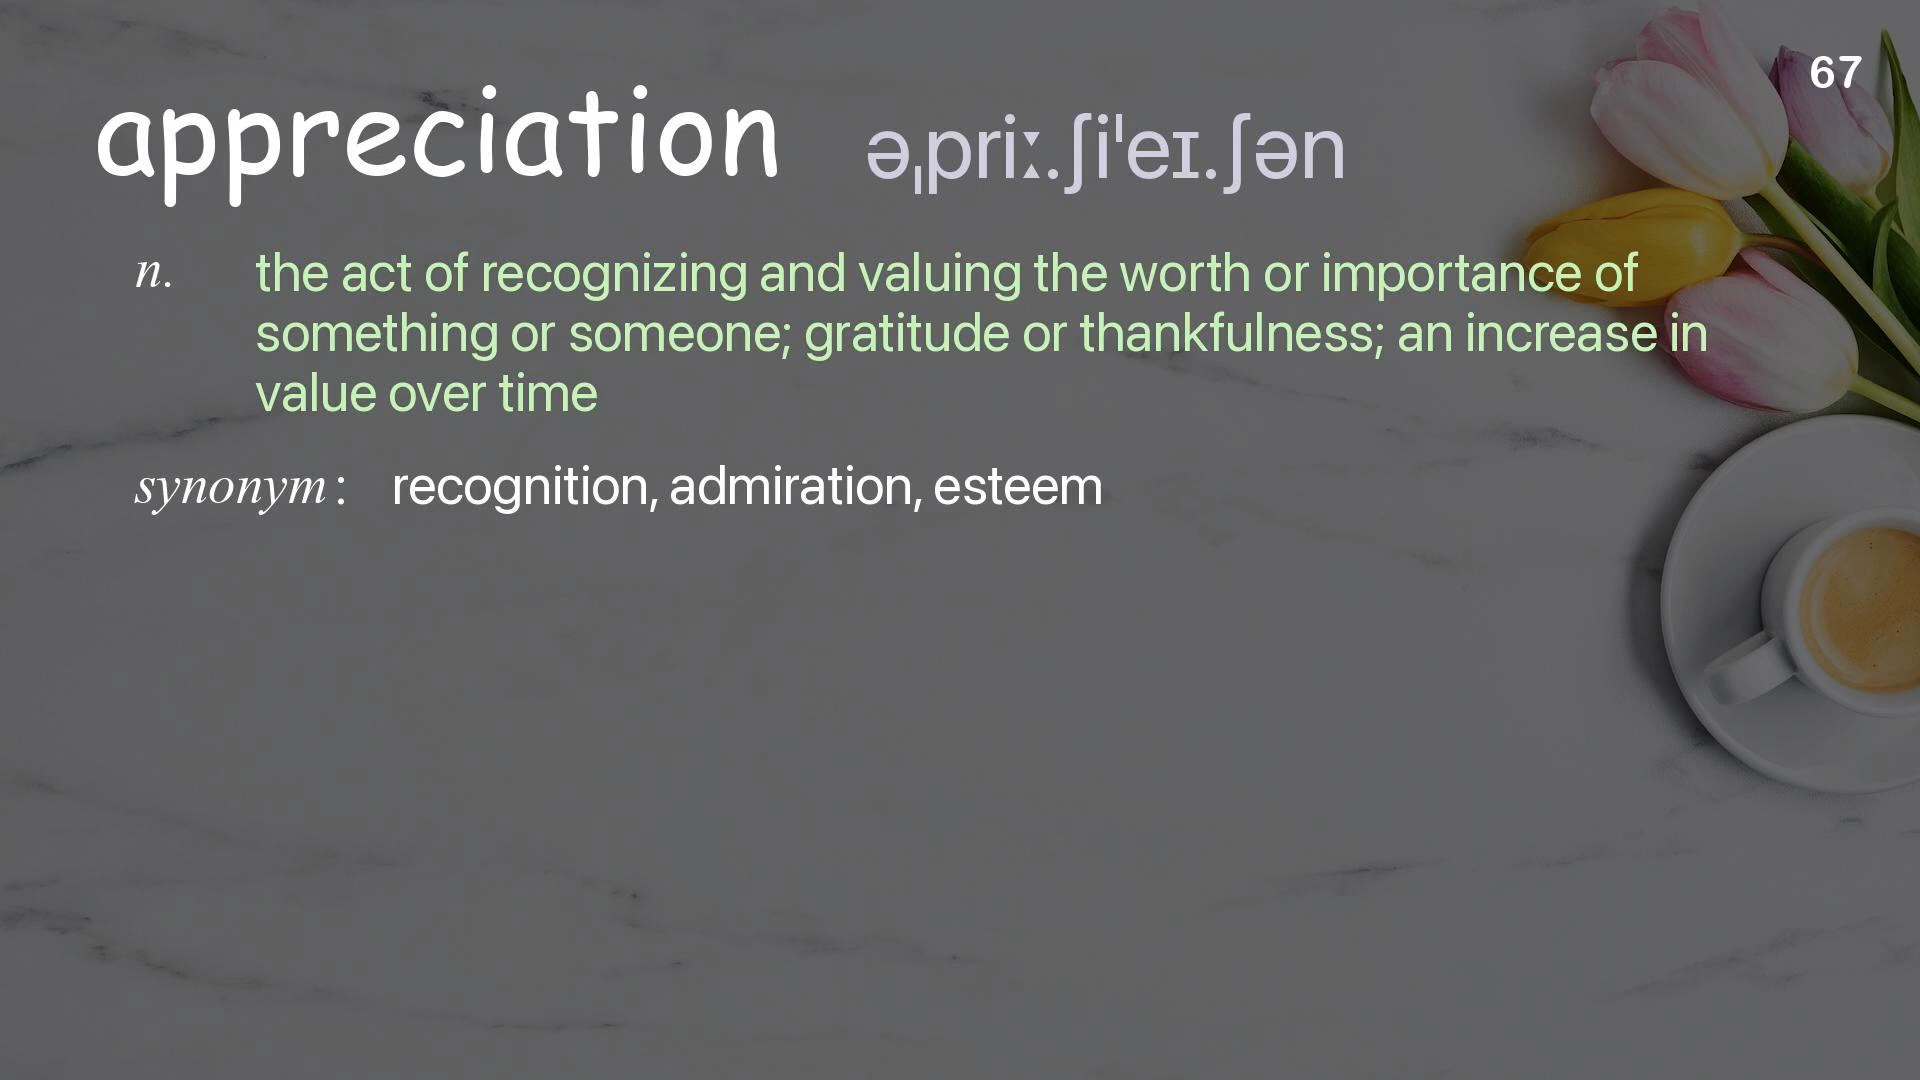 67
appreciation əˌpriː.ʃiˈeɪ.ʃən
n. the act of recognizing and valuing the worth or importance of
something or someone; gratitude or thankfulness; an increase in
value over time
synonym : recognition, admiration, esteem